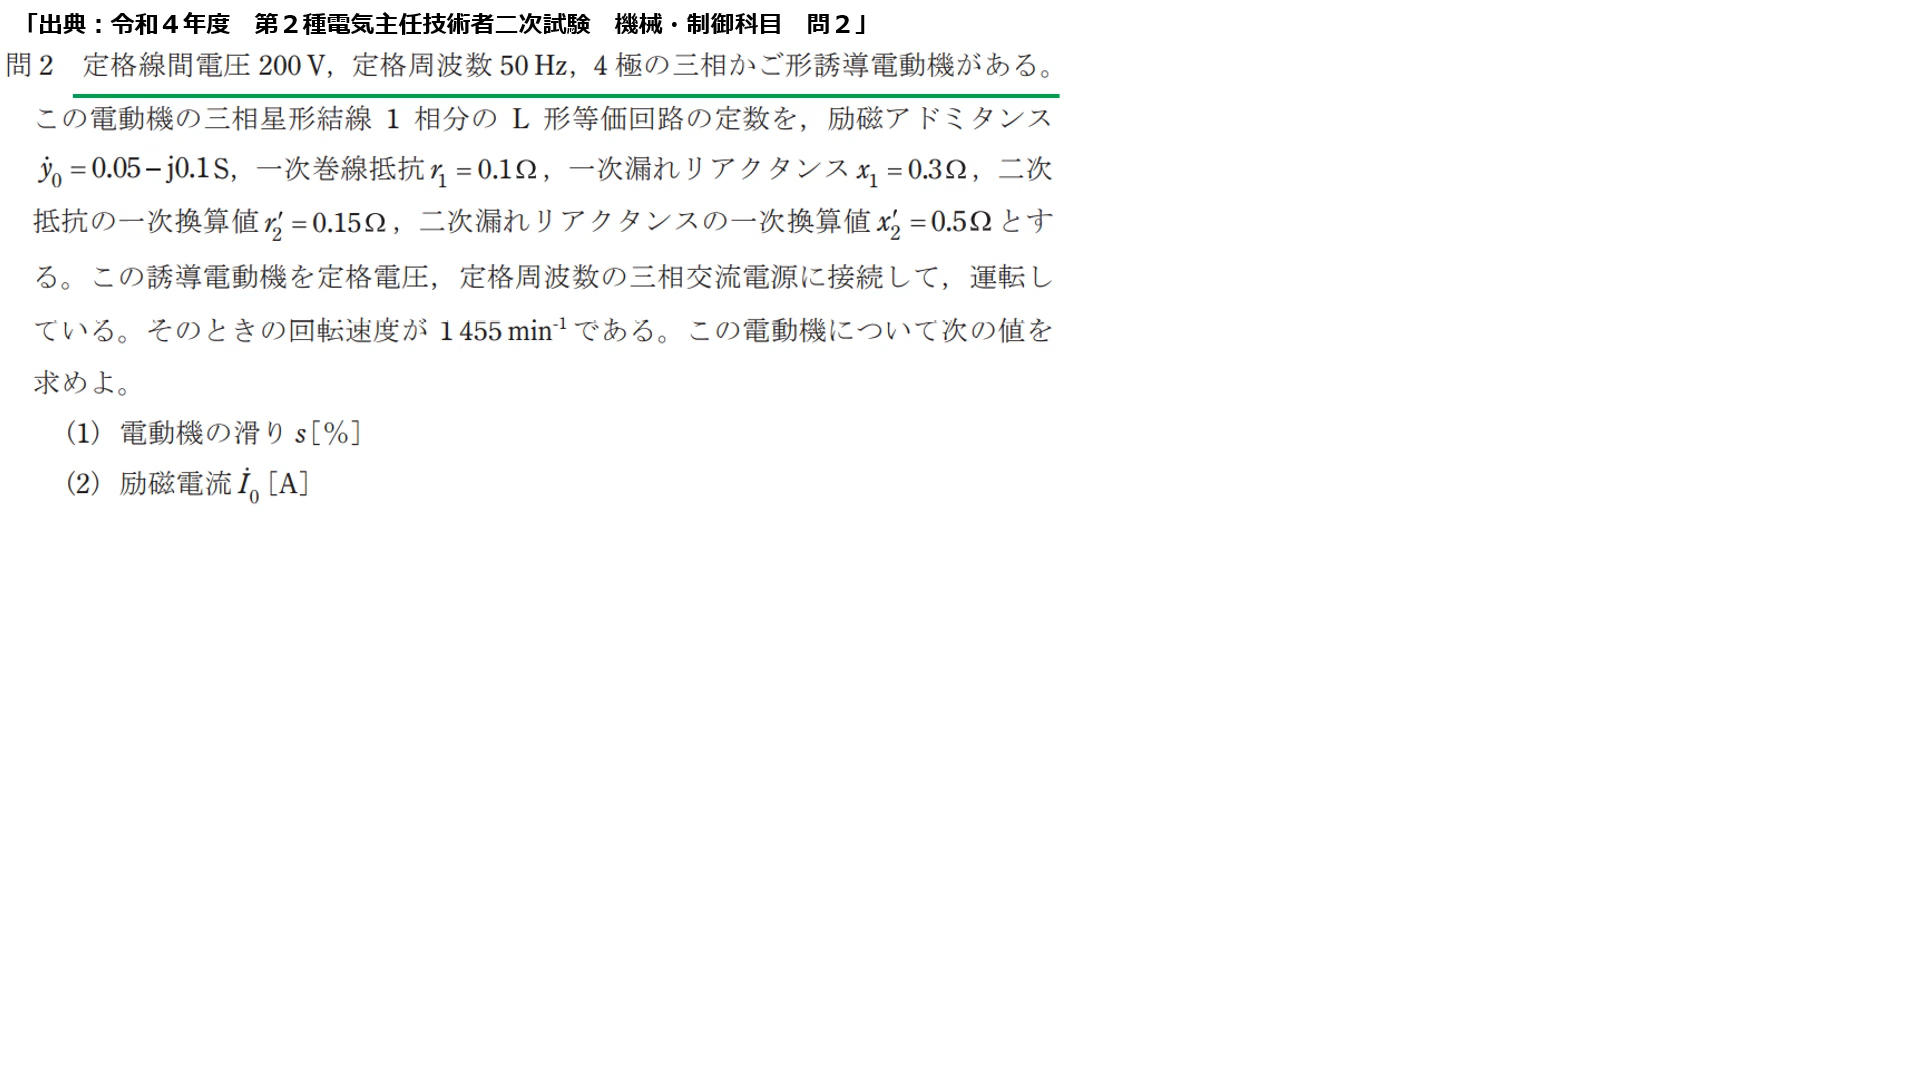 「出典：令和４年度　第２種電気主任技術者二次試験　機械・制御科目　問２」
問 2　定格線間電圧 200 V，定格周波数 50 Hz，4 極の三相かご形誘導電動機がある。
この電動機の三相星形結線 1 相分の L 形等価回路の定数を，励磁アドミタンス
ẏ₀ = 0.05 − j0.1 S，一次巻線抵抗 r₁ = 0.1 Ω，一次漏れリアクタンス x₁ = 0.3 Ω，二次
抵抗の一次換算値 r₂′ = 0.15 Ω，二次漏れリアクタンスの一次換算値 x₂′ = 0.5 Ω とす
る。この誘導電動機を定格電圧，定格周波数の三相交流電源に接続して，運転し
ている。そのときの回転速度が 1 455 min⁻¹ である。この電動機について次の値を
求めよ。
(1) 電動機の滑り s [％]
(2) 励磁電流 İ₀ [A]